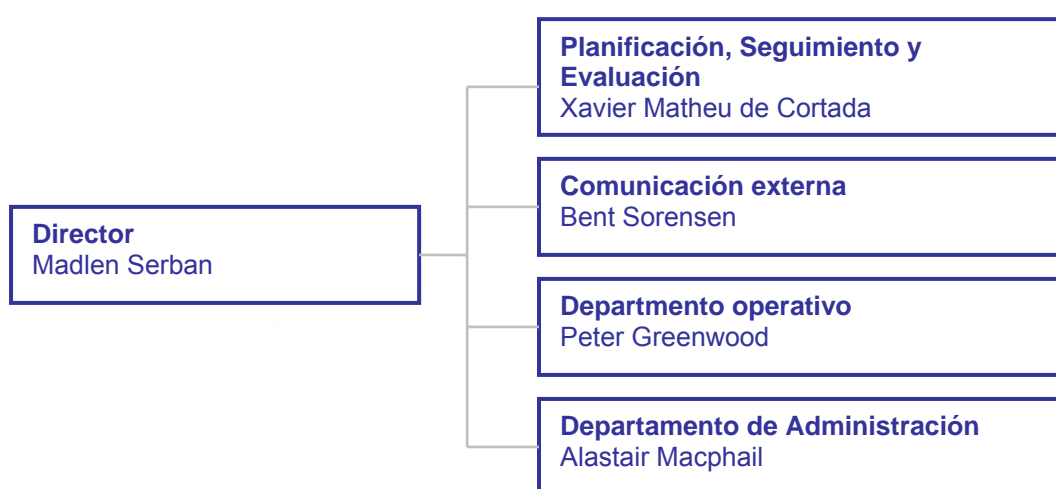 Planificación, Seguimiento y
Evaluación
Xavier Matheu de Cortada
Comunicación externa
Bent Sorensen
Director
Madlen Serban
Departmento operativo
Peter Greenwood
Departamento de Administración
Alastair Macphail